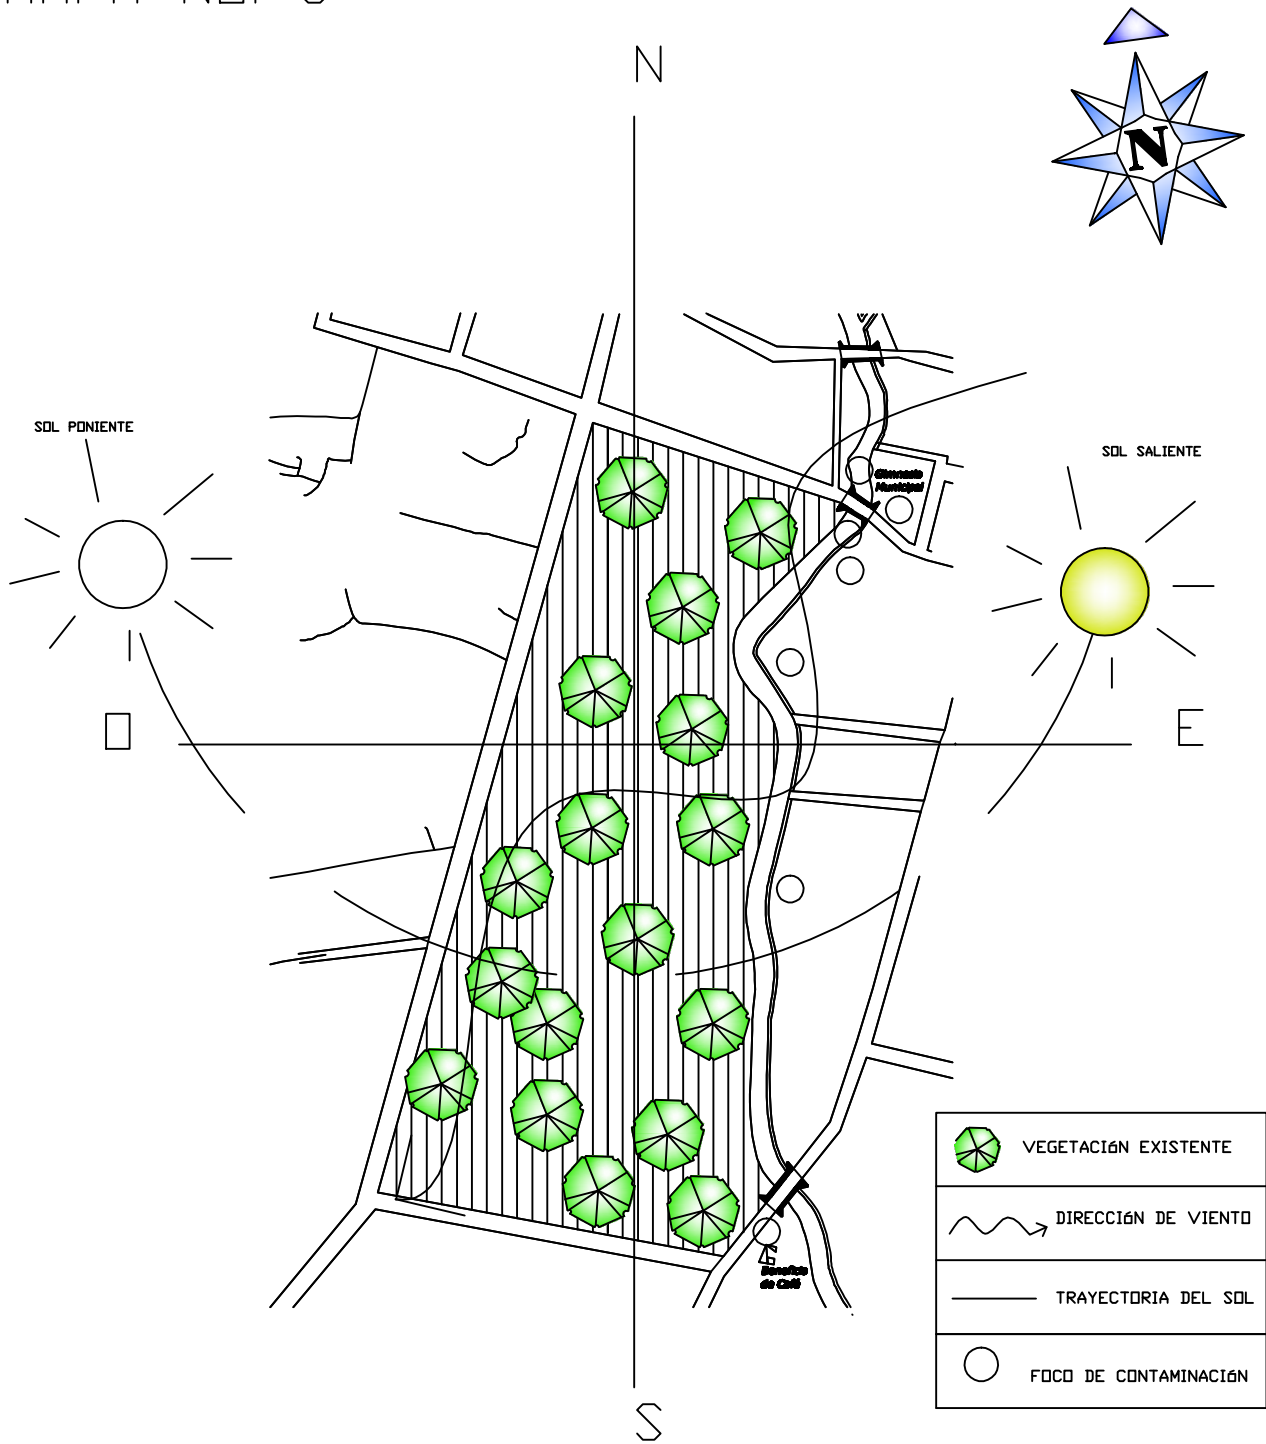 N
N
SOL PONIENTE
SOL SALIENTE
Gimnasio
Municipal
O
E
VEGETACIóN EXISTENTE
DIRECCIóN DE VIENTO
TRAYECTORIA DEL SOL
FOCO DE CONTAMINACIóN
Beneficio
de Café
S